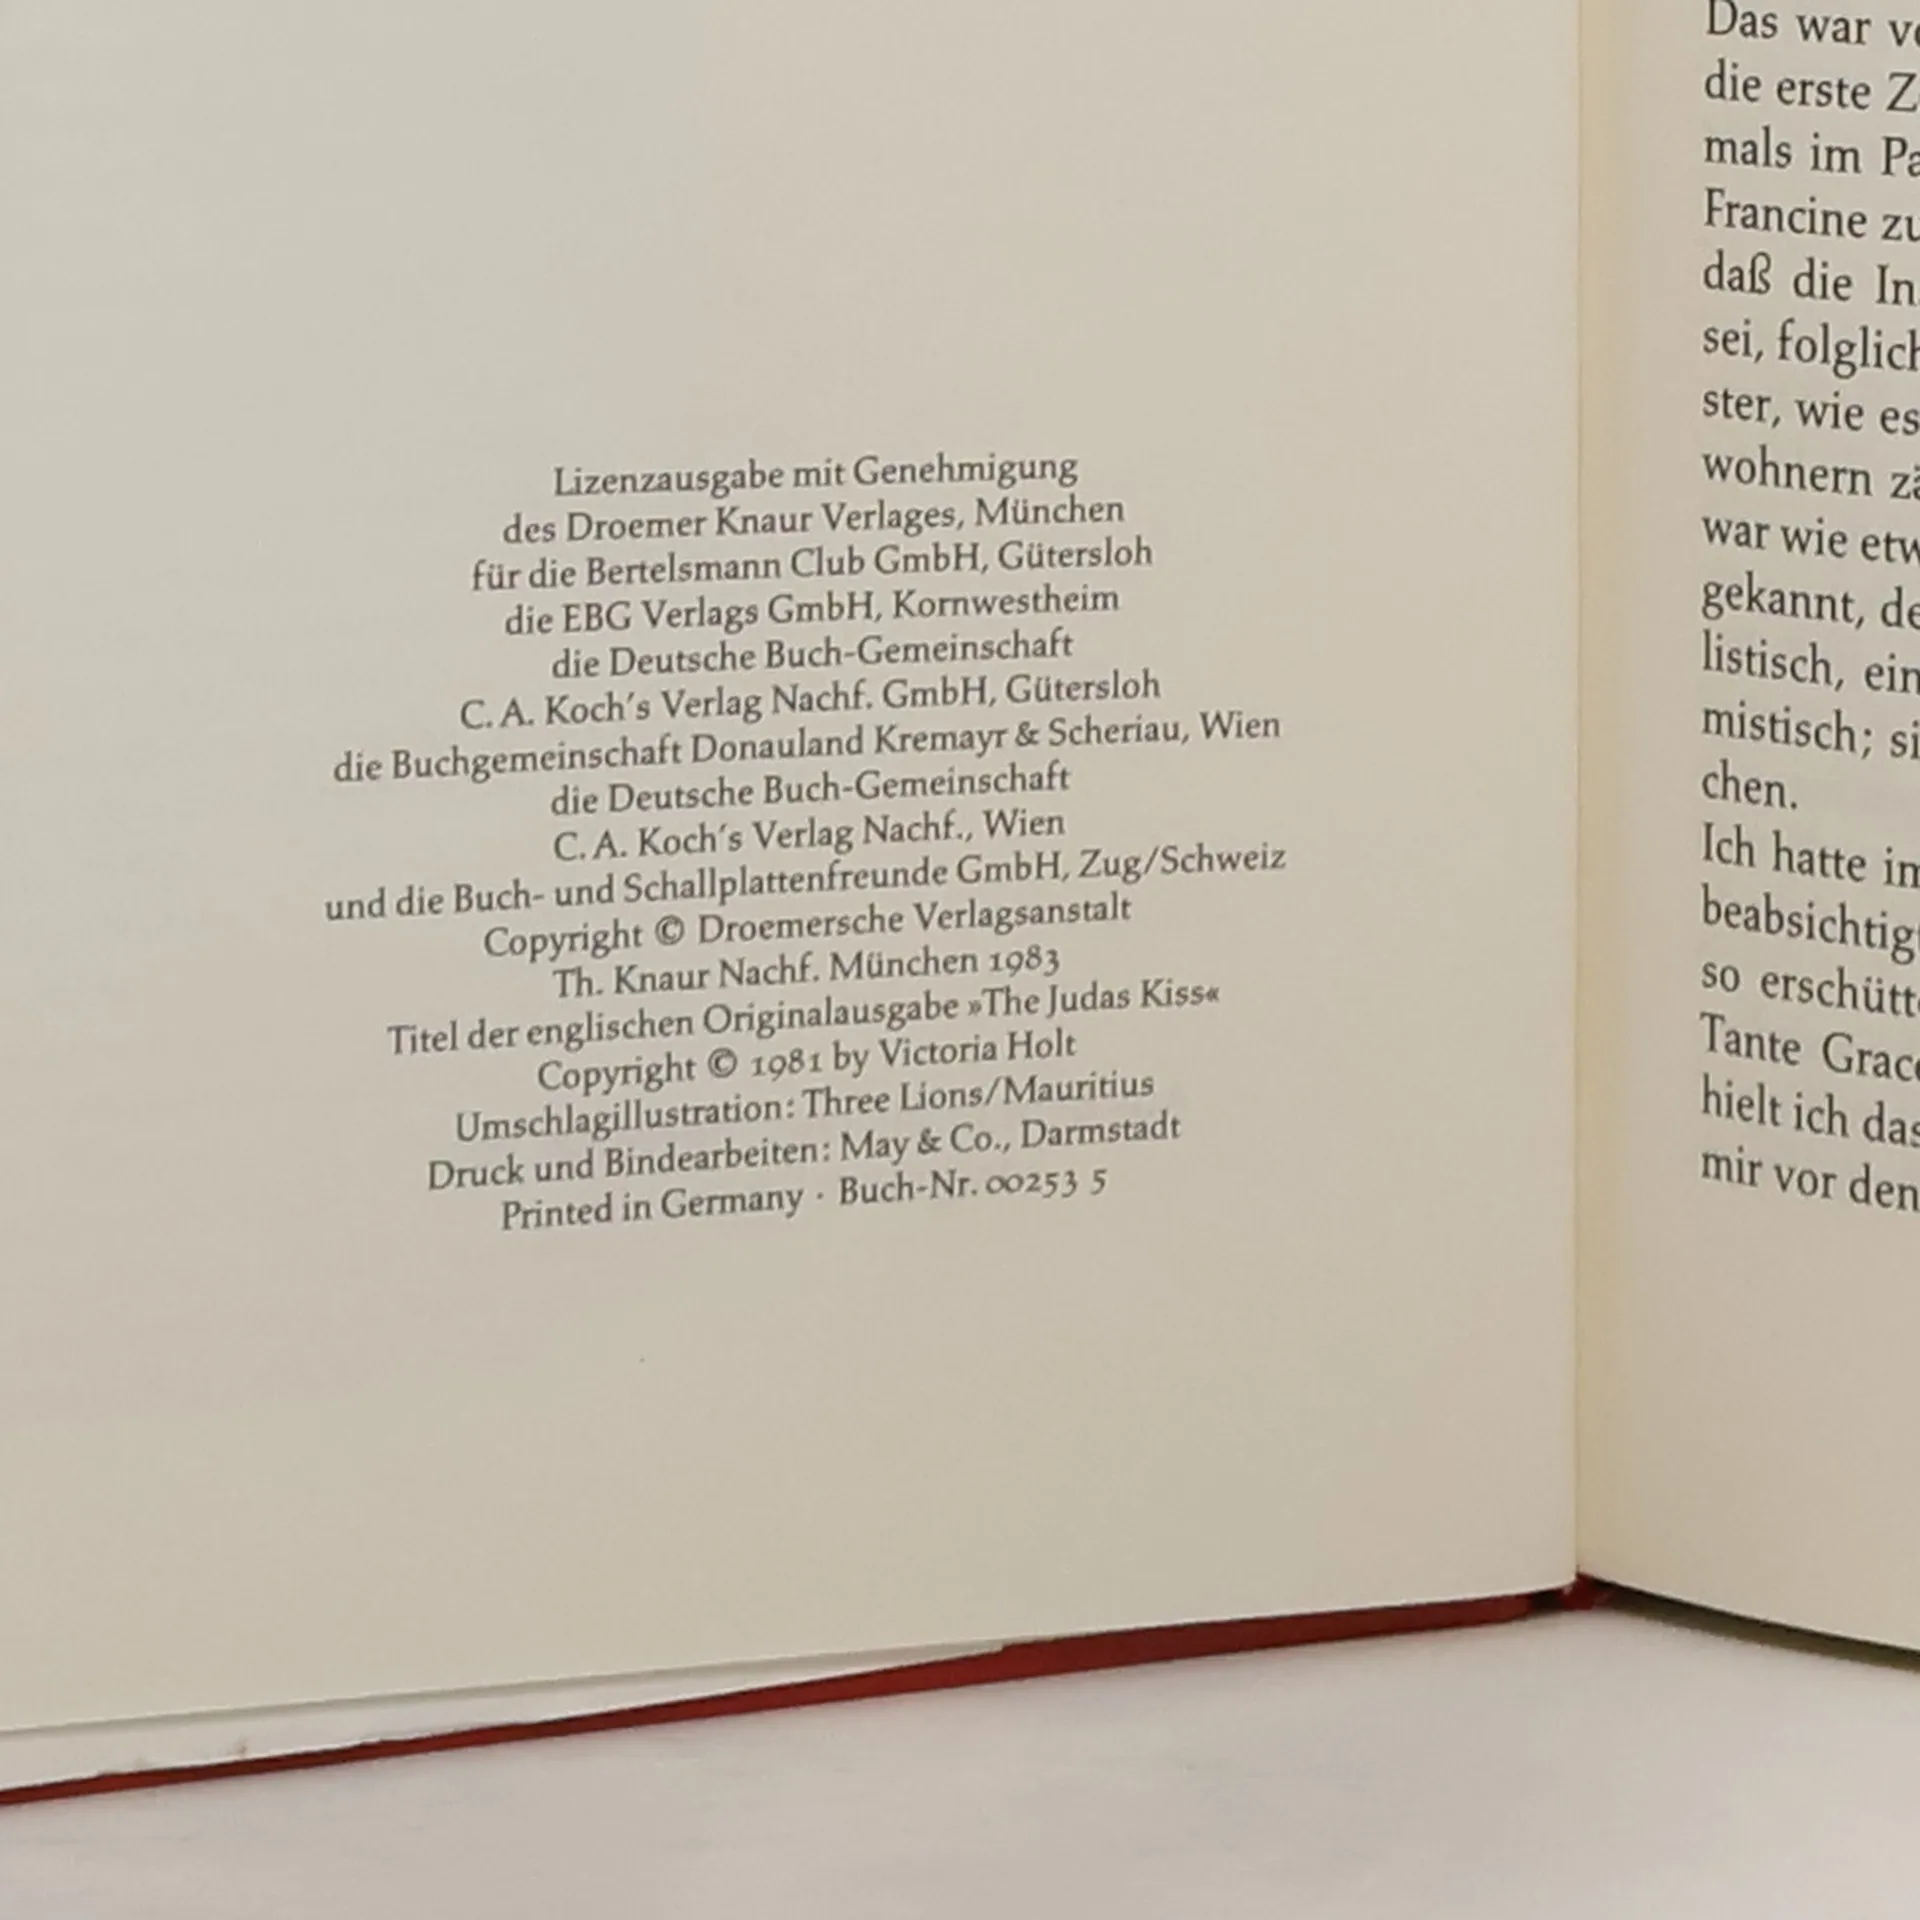 Lizenzausgabe mit Genehmigung
des Droemer Knaur Verlages, München
für die Bertelsmann Club GmbH, Gütersloh
die EBG Verlags GmbH, Kornwestheim
die Deutsche Buch-Gemeinschaft
C. A. Koch's Verlag Nachf. GmbH, Gütersloh
die Buchgemeinschaft Donauland Kremayr & Scheriau, Wien
die Deutsche Buch-Gemeinschaft
C. A. Koch's Verlag Nachf., Wien
und die Buch- und Schallplattenfreunde GmbH, Zug/Schweiz
Copyright © Droemersche Verlagsanstalt
Th. Knaur Nachf. München 1983
Titel der englischen Originalausgabe »The Judas Kiss«
Copyright © 1981 by Victoria Holt
Umschlagillustration: Three Lions/Mauritius
Druck und Bindearbeiten: May & Co., Darmstadt
Printed in Germany · Buch-Nr. 00253 5
Das war
die erste
mals im
Francine
daß die
sei, folglich
ster, wie es
wohnern
war wie
gekannt,
listisch,
mistisch;
chen.
Ich hatte
so
Tante
hielt ich
mir vor den